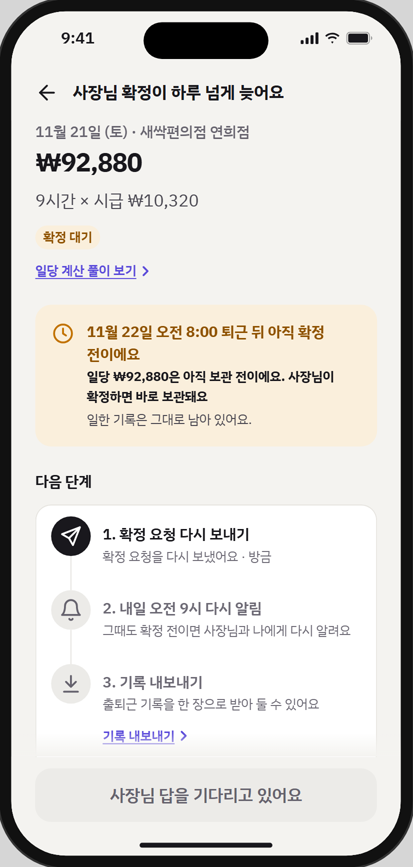 9:41
사장님 확정이 하루 넘게 늦어요
11월 21일 (토) · 새싹편의점 연희점
₩92,880
9시간 × 시급 ₩10,320
확정 대기
일당 계산 풀이 보기
11월 22일 오전 8:00 퇴근 뒤 아직 확정
전이에요
일당 ₩92,880은 아직 보관 전이에요. 사장님이
확정하면 바로 보관돼요
일한 기록은 그대로 남아 있어요.
다음 단계
1. 확정 요청 다시 보내기
확정 요청을 다시 보냈어요 · 방금
2. 내일 오전 9시 다시 알림
그때도 확정 전이면 사장님과 나에게 다시 알려요
3. 기록 내보내기
출퇴근 기록을 한 장으로 받아 둘 수 있어요
기록 내보내기
사장님 답을 기다리고 있어요